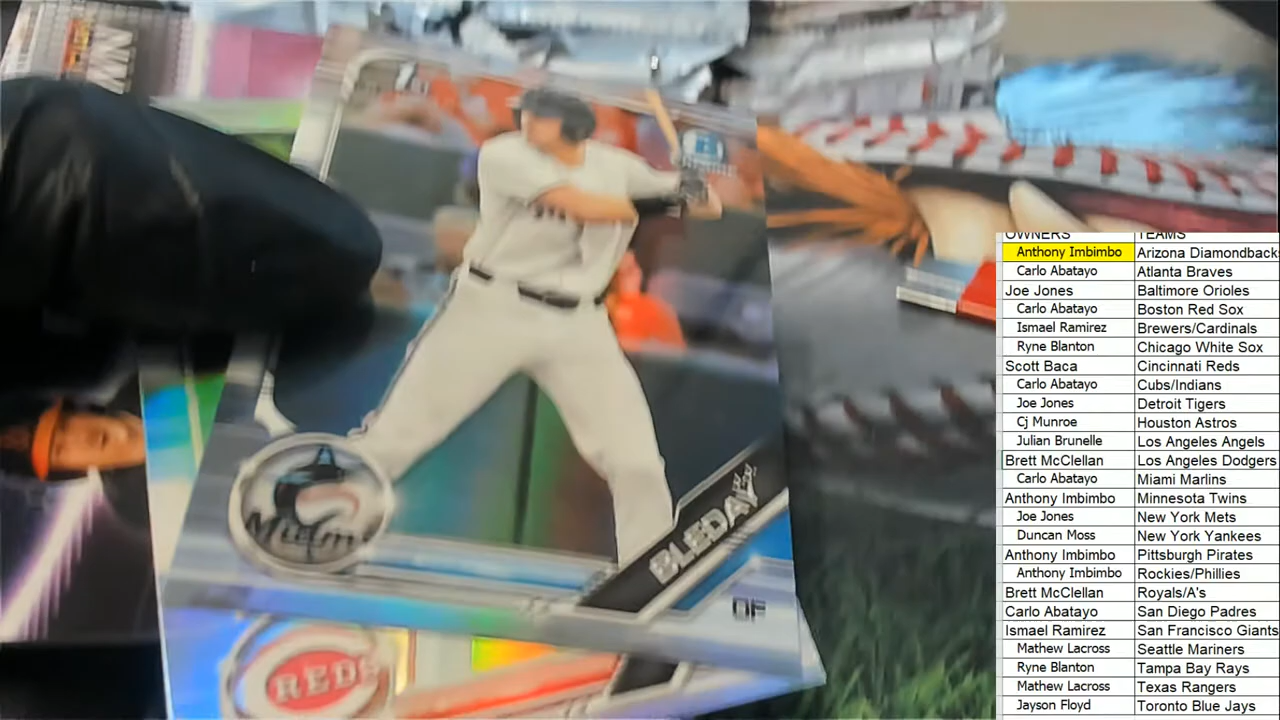 1st
CHROME
BLEDAY
OF
Miami
REDS
OWNERS TEAMS
Anthony Imbimbo Arizona Diamondback
Carlo Abatayo Atlanta Braves
Joe Jones Baltimore Orioles
Carlo Abatayo Boston Red Sox
Ismael Ramirez Brewers/Cardinals
Ryne Blanton Chicago White Sox
Scott Baca Cincinnati Reds
Carlo Abatayo Cubs/Indians
Joe Jones Detroit Tigers
Cj Munroe Houston Astros
Julian Brunelle Los Angeles Angels
Brett McClellan Los Angeles Dodgers
Carlo Abatayo Miami Marlins
Anthony Imbimbo Minnesota Twins
Joe Jones New York Mets
Duncan Moss New York Yankees
Anthony Imbimbo Pittsburgh Pirates
Anthony Imbimbo Rockies/Phillies
Brett McClellan Royals/A's
Carlo Abatayo San Diego Padres
Ismael Ramirez San Francisco Giants
Mathew Lacross Seattle Mariners
Ryne Blanton Tampa Bay Rays
Mathew Lacross Texas Rangers
Jayson Floyd Toronto Blue Jays